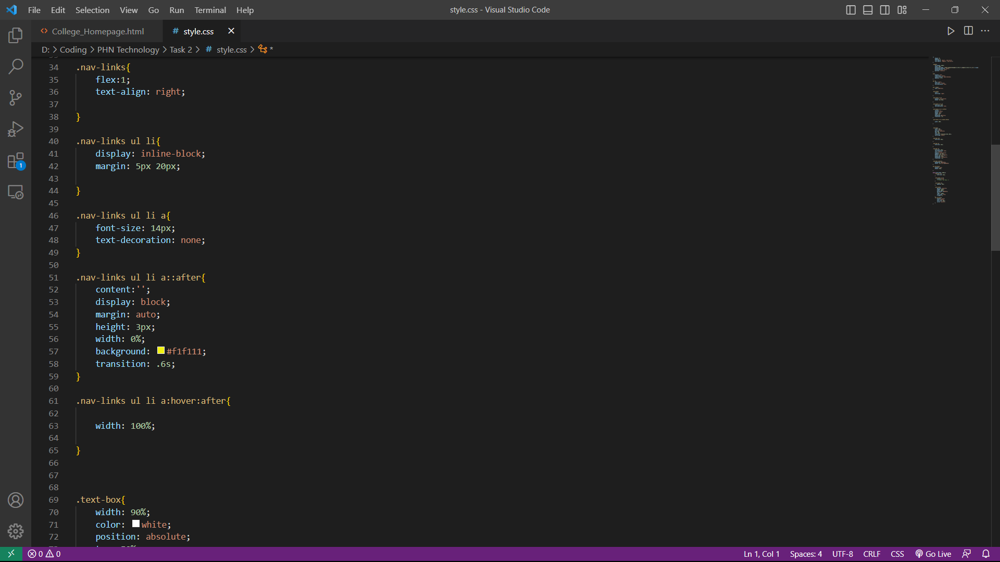 File Edit Selection View Go Run Terminal Help style.css - Visual Studio Code
College_Homepage.html # style.css
D: > Coding > PHN Technology > Task 2 > # style.css > *
34 .nav-links{
35 flex:1;
36 text-align: right;
37
38 }
39
40 .nav-links ul li{
41 display: inline-block;
42 margin: 5px 20px;
43
44 }
45
46 .nav-links ul li a{
47 font-size: 14px;
48 text-decoration: none;
49 }
50
51 .nav-links ul li a::after{
52 content:'';
53 display: block;
54 margin: auto;
55 height: 3px;
56 width: 0%;
57 background: #f1f111;
58 transition: .6s;
59 }
60
61 .nav-links ul li a:hover:after{
62
63 width: 100%;
64
65 }
66
67
68
69 .text-box{
70 width: 90%;
71 color: white;
72 position: absolute;
1
0 0 Ln 1, Col 1 Spaces: 4 UTF-8 CRLF CSS Go Live